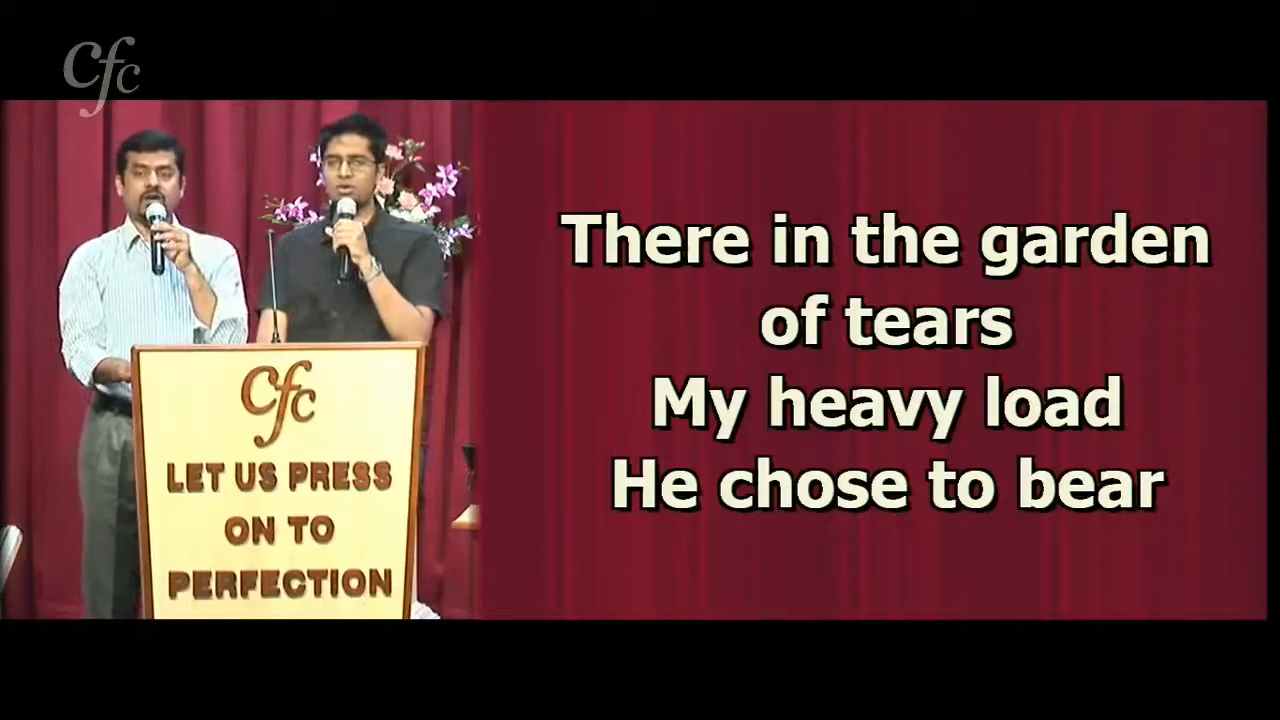 cfc
cfc
LET US PRESS
ON TO
PERFECTION
There in the garden
of tears
My heavy load
He chose to bear